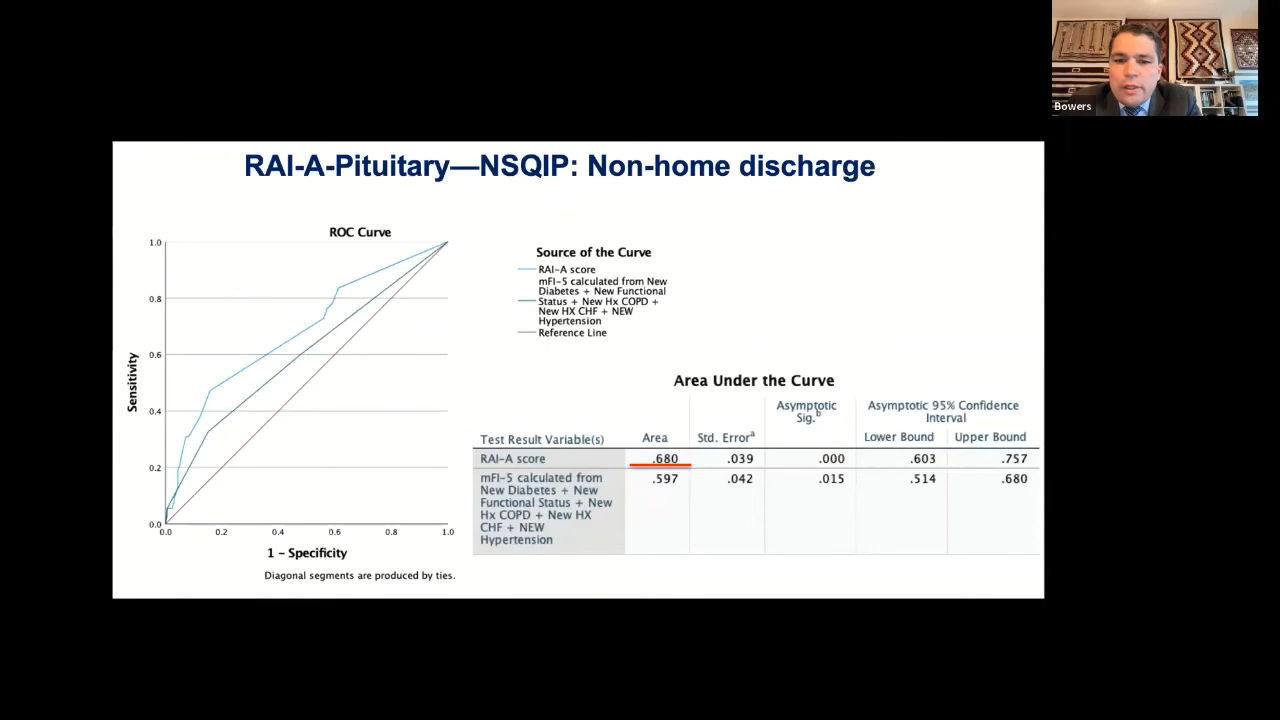 Bowers
RAI-A-Pituitary—NSQIP: Non-home discharge
ROC Curve
1.0
0.8
0.6
0.4
0.2
0.0
0.0 0.2 0.4 0.6 0.8 1.0
Sensitivity
1 – Specificity
Diagonal segments are produced by ties.
Source of the Curve
RAI-A score
mFI-5 calculated from New
Diabetes + New Functional
Status + New Hx COPD +
New HX CHF + NEW
Hypertension
Reference Line
Area Under the Curve
Asymptotic Asymptotic 95% Confidence
Sig.b Interval
Test Result Variable(s) Area Std. Errora Lower Bound Upper Bound
RAI-A score .680 .039 .000 .603 .757
mFI-5 calculated from .597 .042 .015 .514 .680
New Diabetes + New
Functional Status + New
Hx COPD + New HX
CHF + NEW
Hypertension